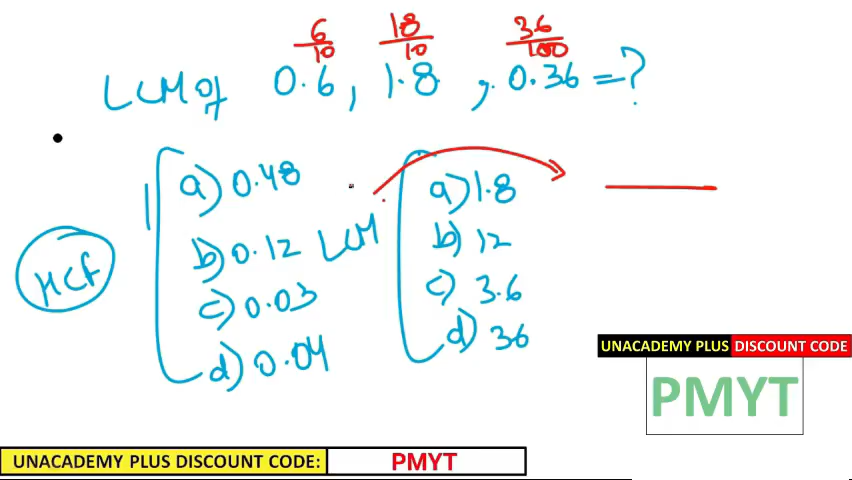 6/10 18/10 36/100
LCM of 0.6, 1.8, 0.36 = ?
HCF
a) 0.48
b) 0.12
c) 0.03
d) 0.04
LCM
a) 1.8
b) 12
c) 3.6
d) 36
UNACADEMY PLUS DISCOUNT CODE
PMYT
UNACADEMY PLUS DISCOUNT CODE: PMYT